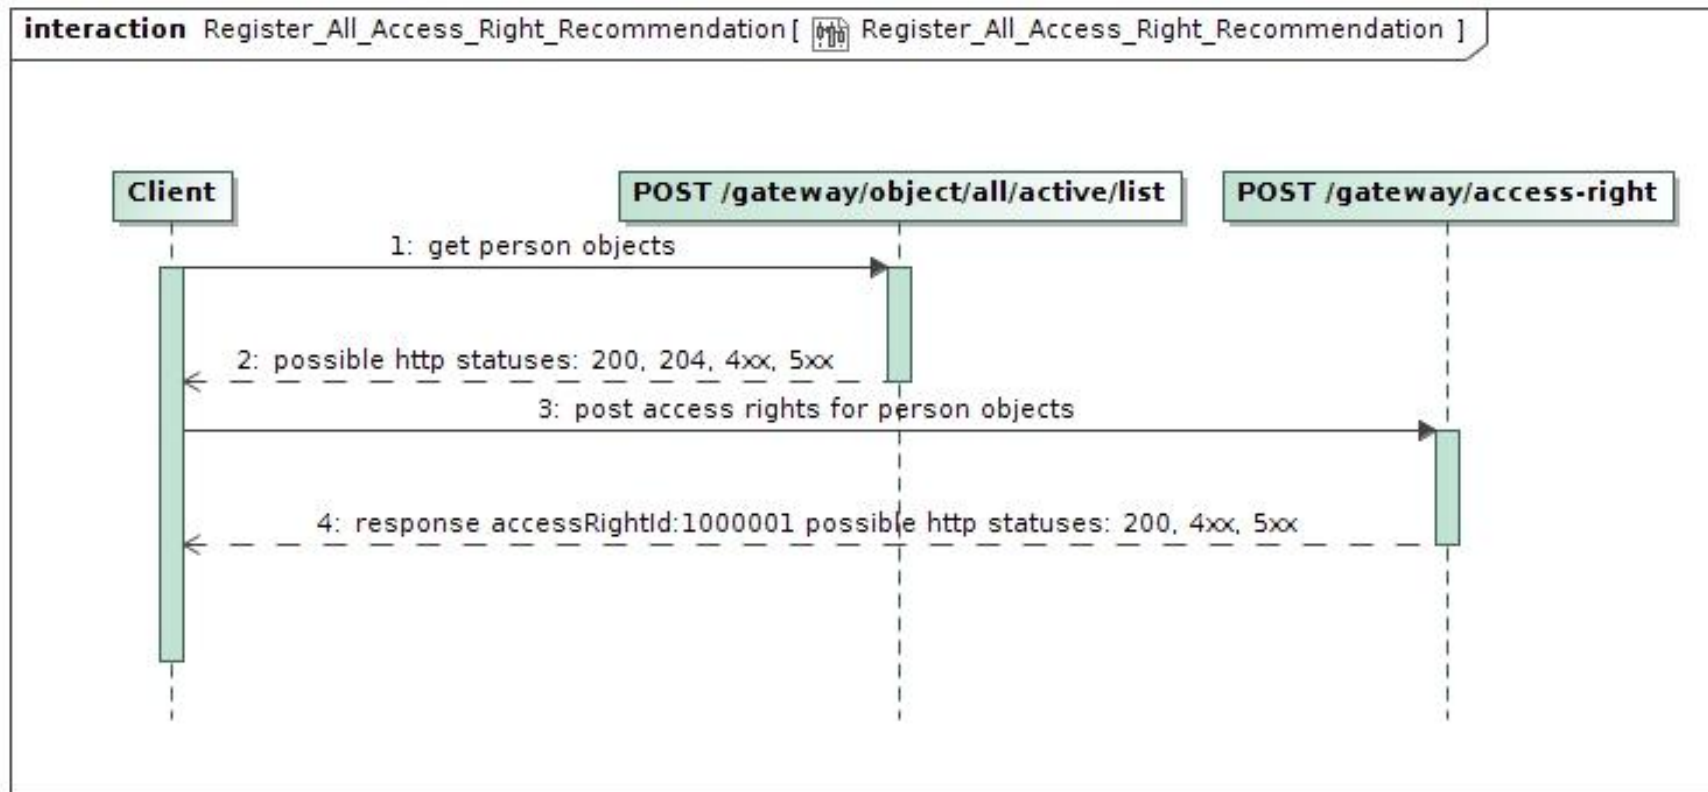 interaction Register_All_Access_Right_Recommendation[ Register_All_Access_Right_Recommendation ]
Client
POST /gateway/object/all/active/list
POST /gateway/access-right
1: get person objects
2: possible http statuses: 200, 204, 4xx, 5xx
3: post access rights for person objects
4: response accessRightId:1000001 possible http statuses: 200, 4xx, 5xx